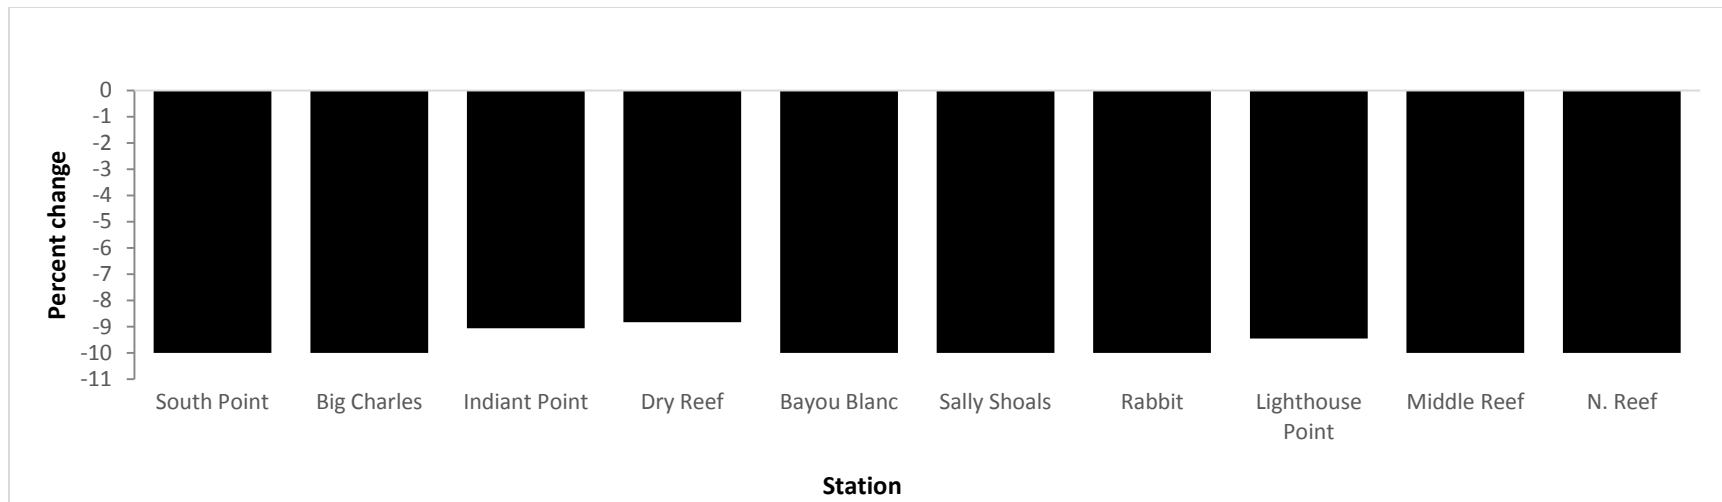 Percent change
0
-1
-2
-3
-4
-5
-6
-7
-8
-9
-10
-11
South Point
Big Charles
Indiant Point
Dry Reef
Bayou Blanc
Sally Shoals
Rabbit
Lighthouse
Point
Middle Reef
N. Reef
Station